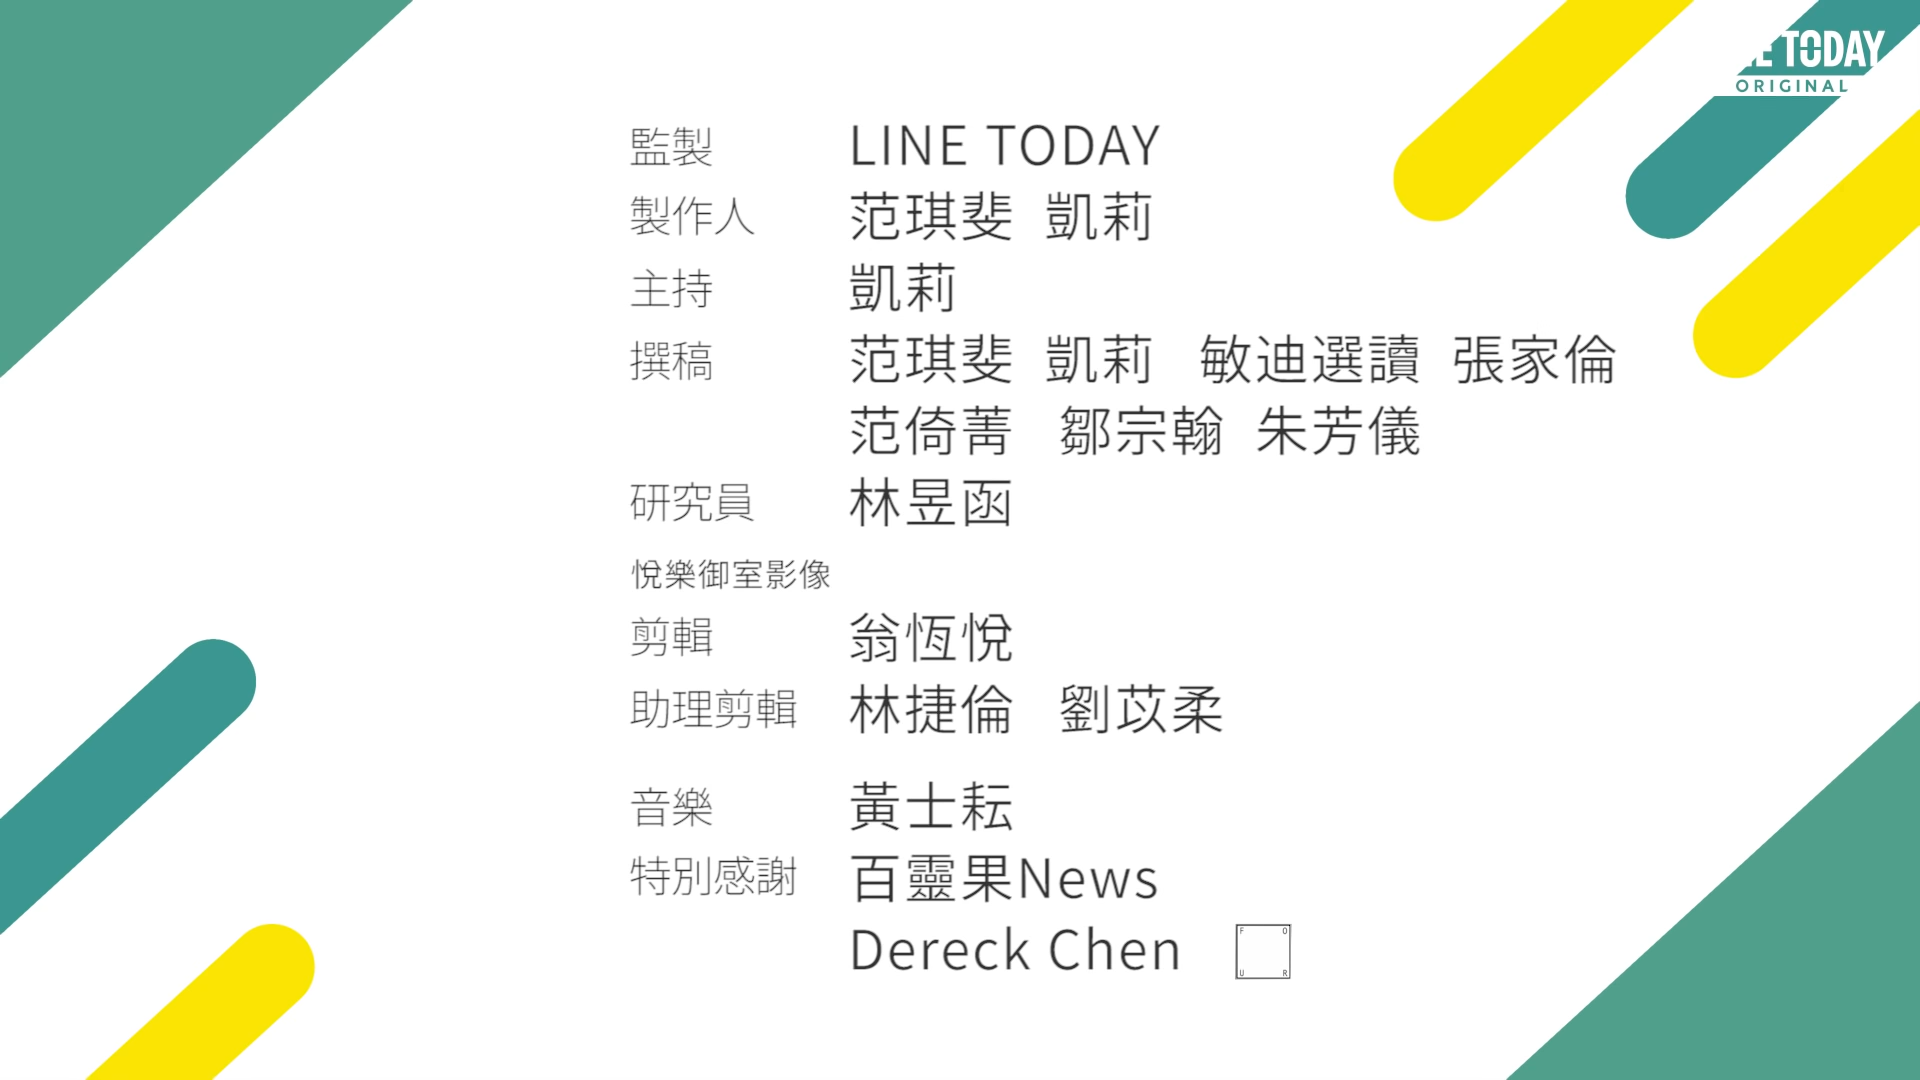 E TODAY
ORIGINAL
監製 LINE TODAY
製作人 范琪斐 凱莉
主持 凱莉
撰稿 范琪斐 凱莉 敏迪選讀 張家倫
范倚菁 鄒宗翰 朱芳儀
研究員 林昱函
悅樂御室影像
剪輯 翁恆悅
助理剪輯 林捷倫 劉苡柔
音樂 黃士耘
特別感謝 百靈果News
Dereck Chen
F O
U R